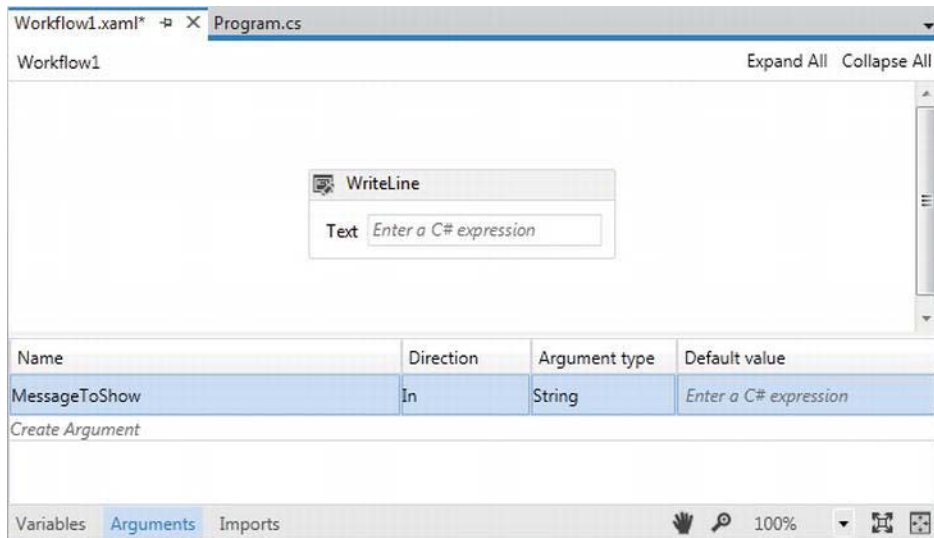 Workflow1.xaml* Program.cs
Workflow1 Expand All Collapse All
WriteLine
Text Enter a C# expression
Name Direction Argument type Default value
MessageToShow In String Enter a C# expression
Create Argument
Variables Arguments Imports 100%